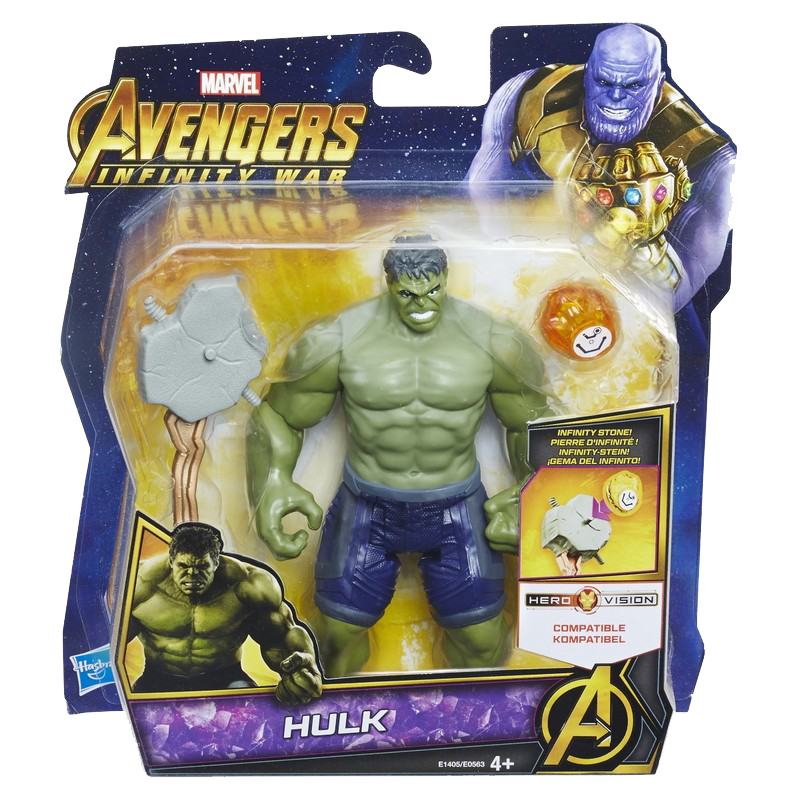 MARVEL
AVENGERS
INFINITY WAR
INFINITY STONE!
PIERRE D'INFINITÉ !
INFINITY-STEIN!
¡GEMA DEL INFINITO!
HERO VISION
COMPATIBLE
KOMPATIBEL
Hasbro
HULK
E1405/E0563 4+